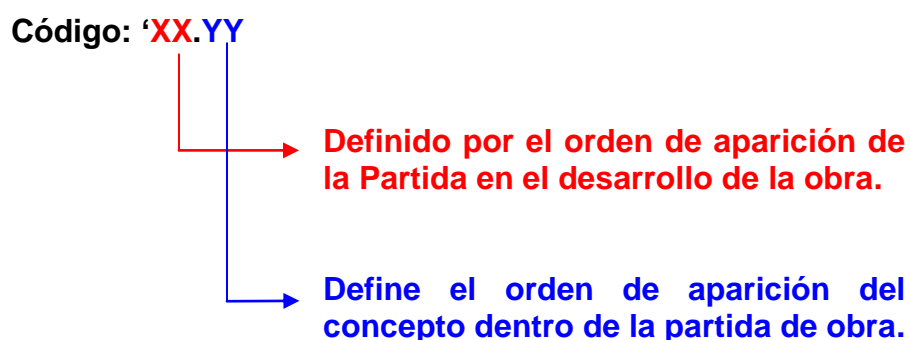 Código: ‘XX.YY
Definido por el orden de aparición de
la Partida en el desarrollo de la obra.
Define el orden de aparición del
concepto dentro de la partida de obra.